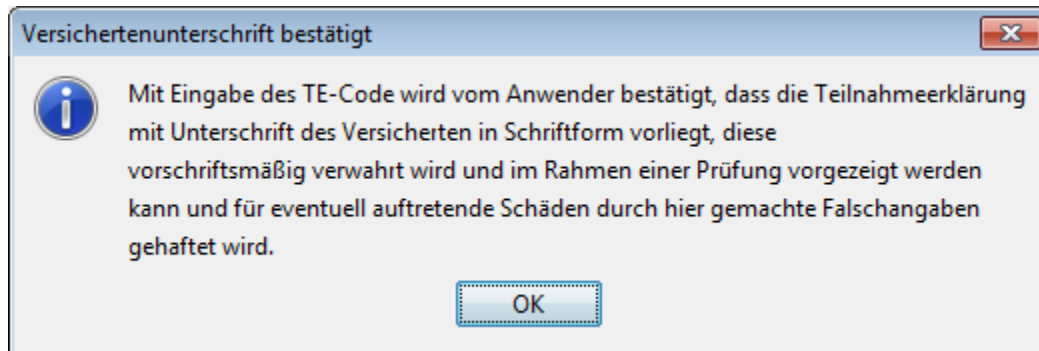 Versichertenunterschrift bestätigt
Mit Eingabe des TE-Code wird vom Anwender bestätigt, dass die Teilnahmeerklärung
mit Unterschrift des Versicherten in Schriftform vorliegt, diese
vorschriftsmäßig verwahrt wird und im Rahmen einer Prüfung vorgezeigt werden
kann und für eventuell auftretende Schäden durch hier gemachte Falschangaben
gehaftet wird.
OK